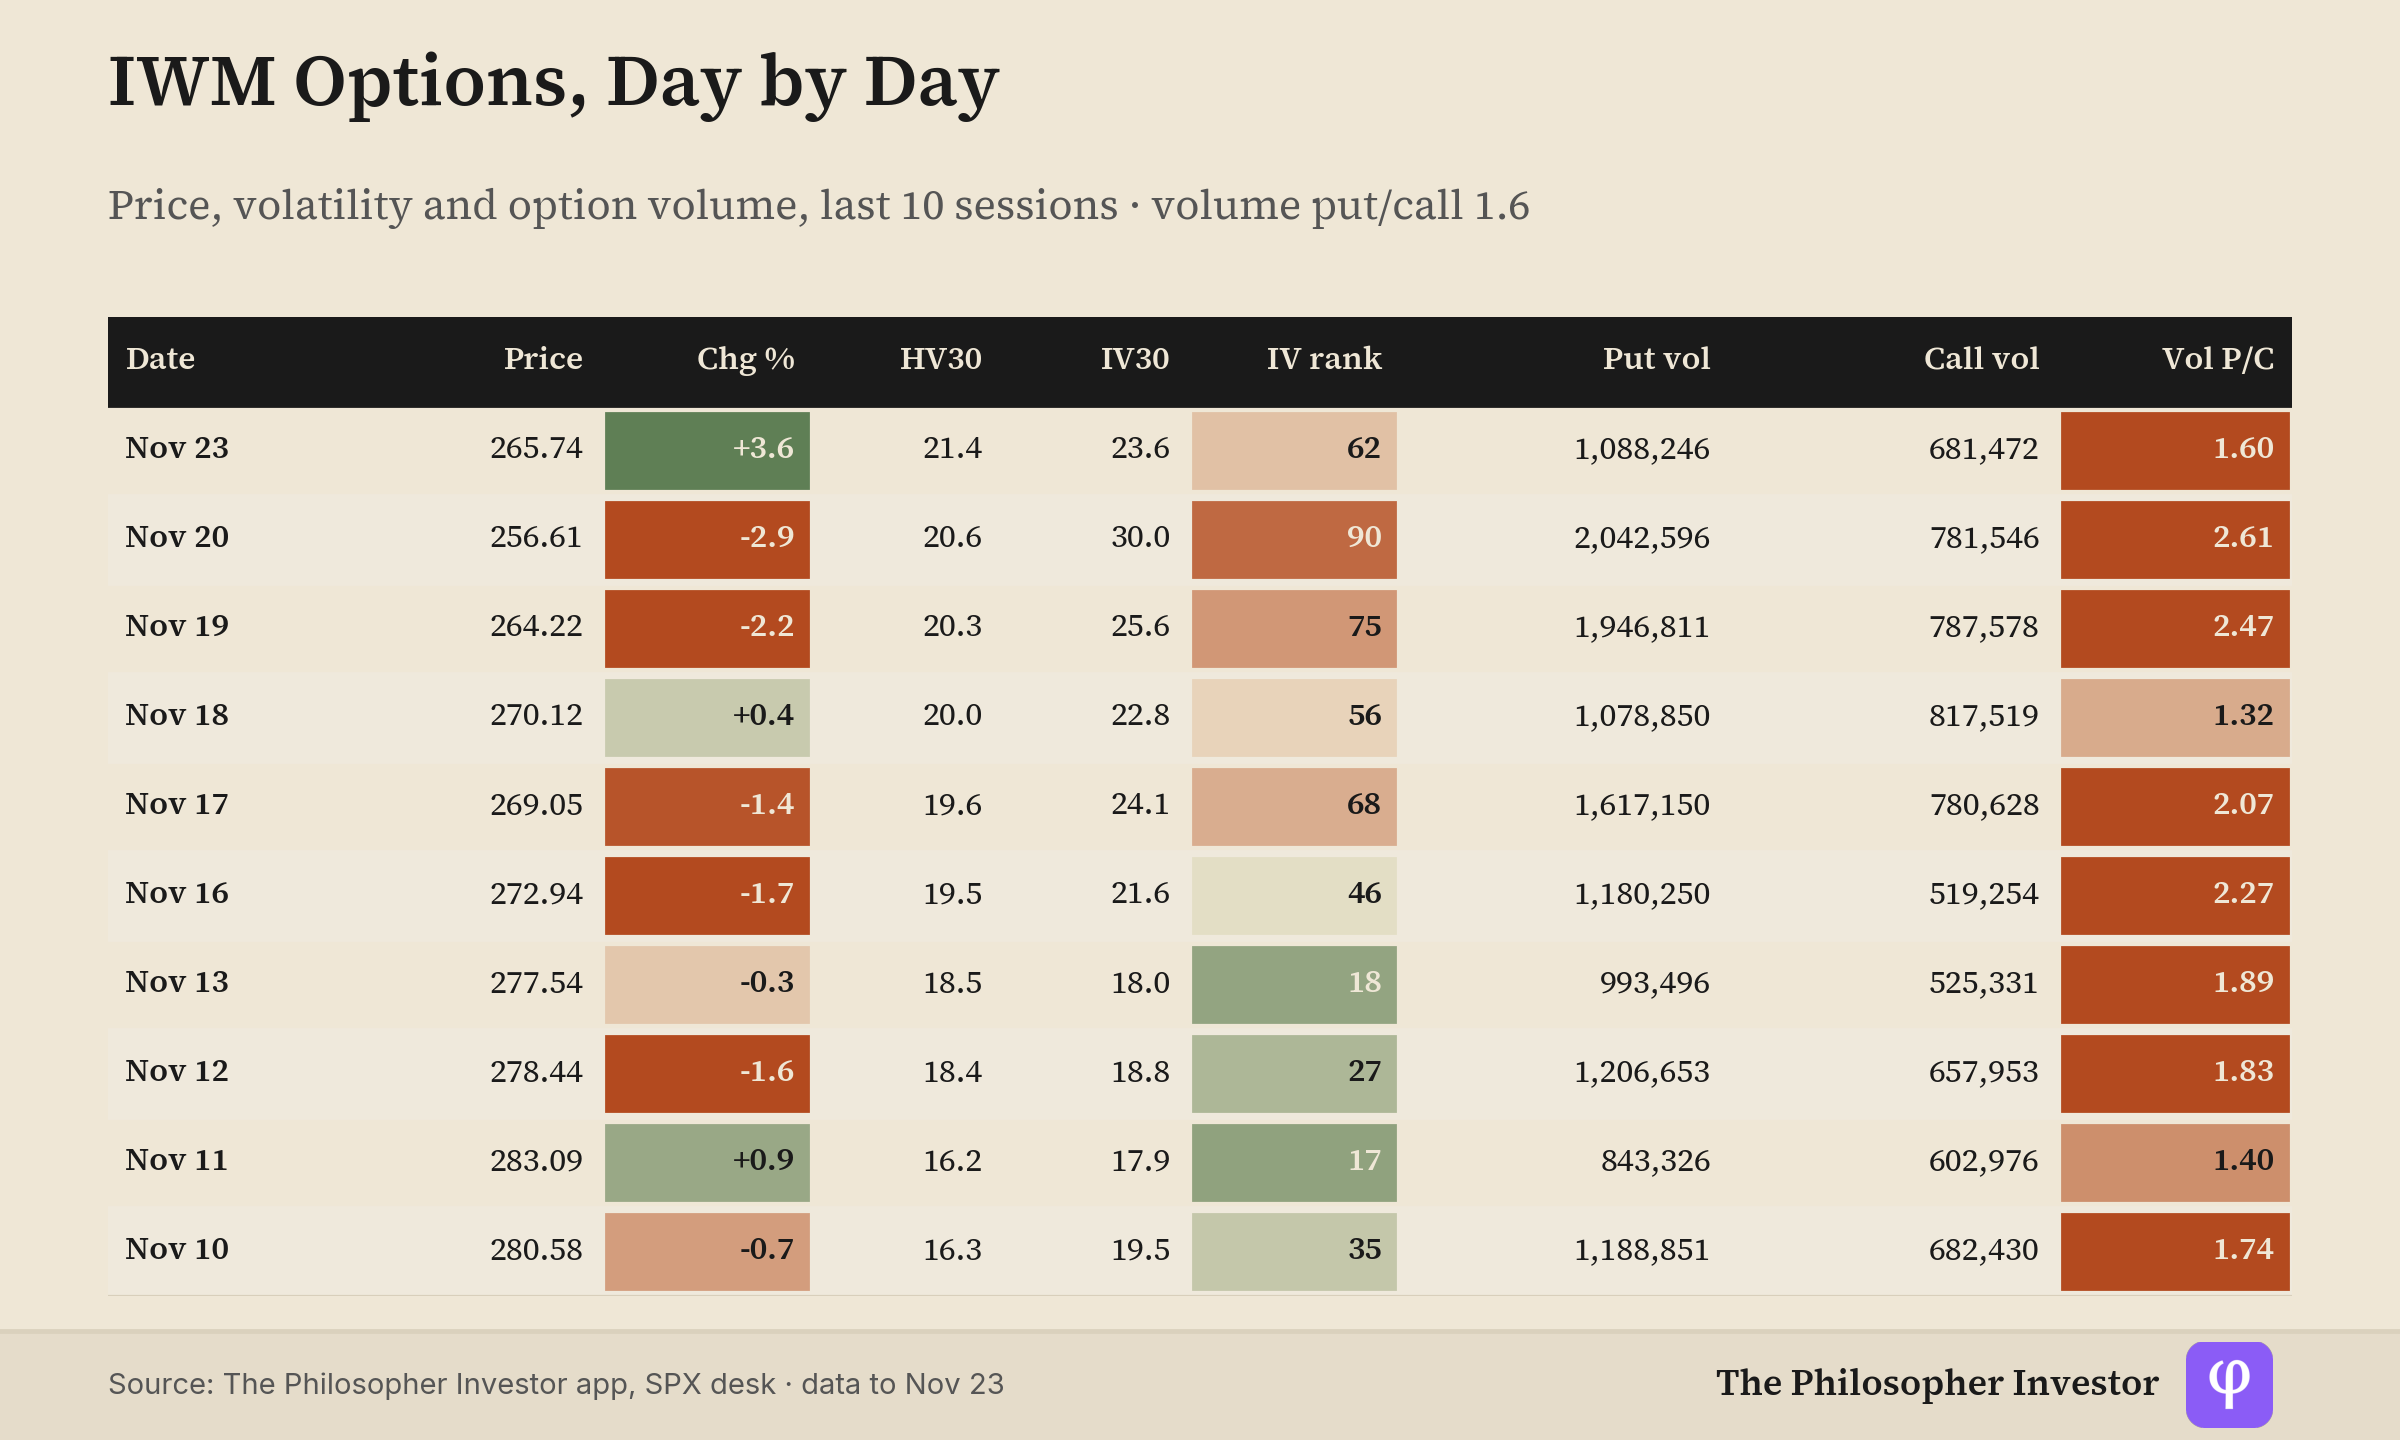 IWM Options, Day by Day
Price, volatility and option volume, last 10 sessions · volume put/call 1.6
Date Price Chg % HV30 IV30 IV rank Put vol Call vol Vol P/C
Nov 23 265.74 +3.6 21.4 23.6 62 1,088,246 681,472 1.60
Nov 20 256.61 -2.9 20.6 30.0 90 2,042,596 781,546 2.61
Nov 19 264.22 -2.2 20.3 25.6 75 1,946,811 787,578 2.47
Nov 18 270.12 +0.4 20.0 22.8 56 1,078,850 817,519 1.32
Nov 17 269.05 -1.4 19.6 24.1 68 1,617,150 780,628 2.07
Nov 16 272.94 -1.7 19.5 21.6 46 1,180,250 519,254 2.27
Nov 13 277.54 -0.3 18.5 18.0 18 993,496 525,331 1.89
Nov 12 278.44 -1.6 18.4 18.8 27 1,206,653 657,953 1.83
Nov 11 283.09 +0.9 16.2 17.9 17 843,326 602,976 1.40
Nov 10 280.58 -0.7 16.3 19.5 35 1,188,851 682,430 1.74
Source: The Philosopher Investor app, SPX desk · data to Nov 23
The Philosopher Investor φ